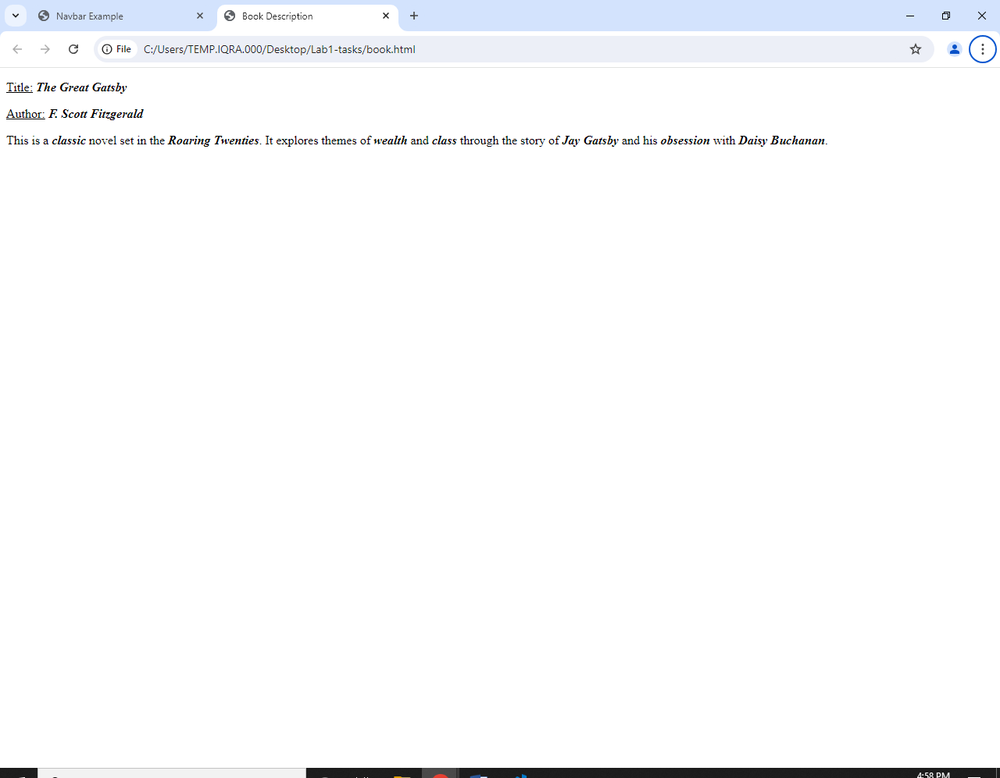 Navbar Example
Book Description
File C:/Users/TEMP.IQRA.000/Desktop/Lab1-tasks/book.html
Title: The Great Gatsby
Author: F. Scott Fitzgerald
This is a classic novel set in the Roaring Twenties. It explores themes of wealth and class through the story of Jay Gatsby and his obsession with Daisy Buchanan.
4:58 PM